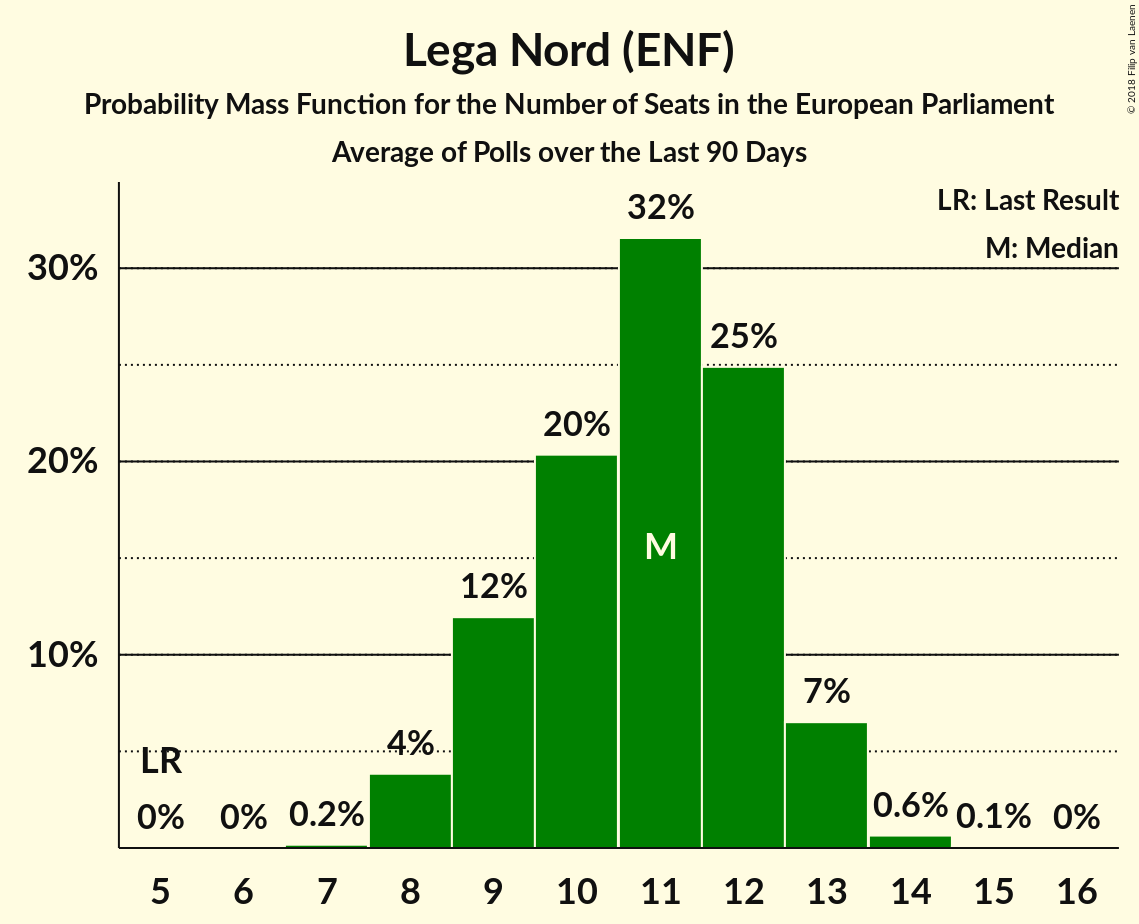 Lega Nord (ENF)
Probability Mass Function for the Number of Seats in the European Parliament
Average of Polls over the Last 90 Days
© 2018 Filip van Laenen
LR: Last Result
M: Median
32%
30%
25%
20%
20%
M
12%
10%
7%
4%
LR
0% 0% 0.2% 0.6% 0.1% 0%
5 6 7 8 9 10 11 12 13 14 15 16